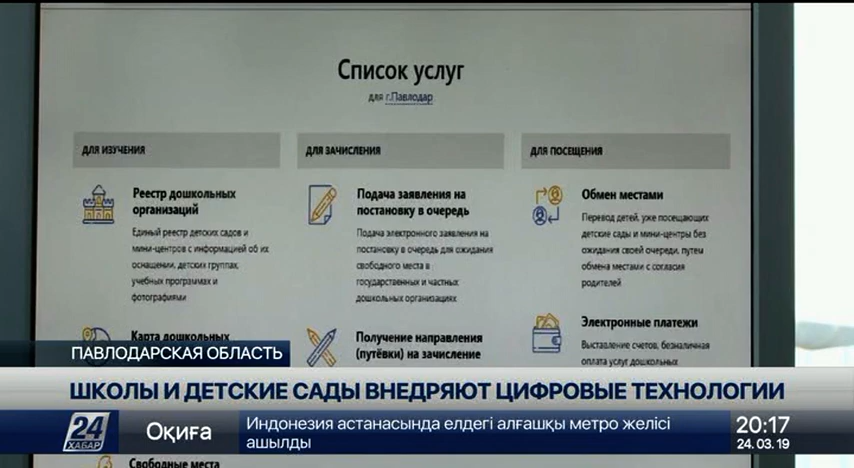 Список услуг
для г.Павлодар
ДЛЯ ИЗУЧЕНИЯ
Реестр дошкольных
организаций
Единый реестр детских садов и
мини-центров с информацией об их
оснащении, детских группах,
учебных программах и
фотографиями
Карта дошкольных
ДЛЯ ЗАЧИСЛЕНИЯ
Подача заявления на
постановку в очередь
Подача электронного заявления на
постановку в очередь для ожидания
свободного места в
государственных и частных
дошкольных организациях
Получение направления
(путёвки) на зачисление
ДЛЯ ПОСЕЩЕНИЯ
Обмен местами
Перевод детей, уже посещающих
детские сады и мини-центры без
ожидания своей очереди, путем
обмена местами с согласия
родителей
Электронные платежи
Выставление счетов, безналичная
оплата услуг дошкольных
ПАВЛОДАРСКАЯ ОБЛАСТЬ
ШКОЛЫ И ДЕТСКИЕ САДЫ ВНЕДРЯЮТ ЦИФРОВЫЕ ТЕХНОЛОГИИ
24
ХАБАР
Оқиға
Индонезия астанасында елдегі алғашқы метро желісі
ашылды
20:17
24.03.19
Свободные места